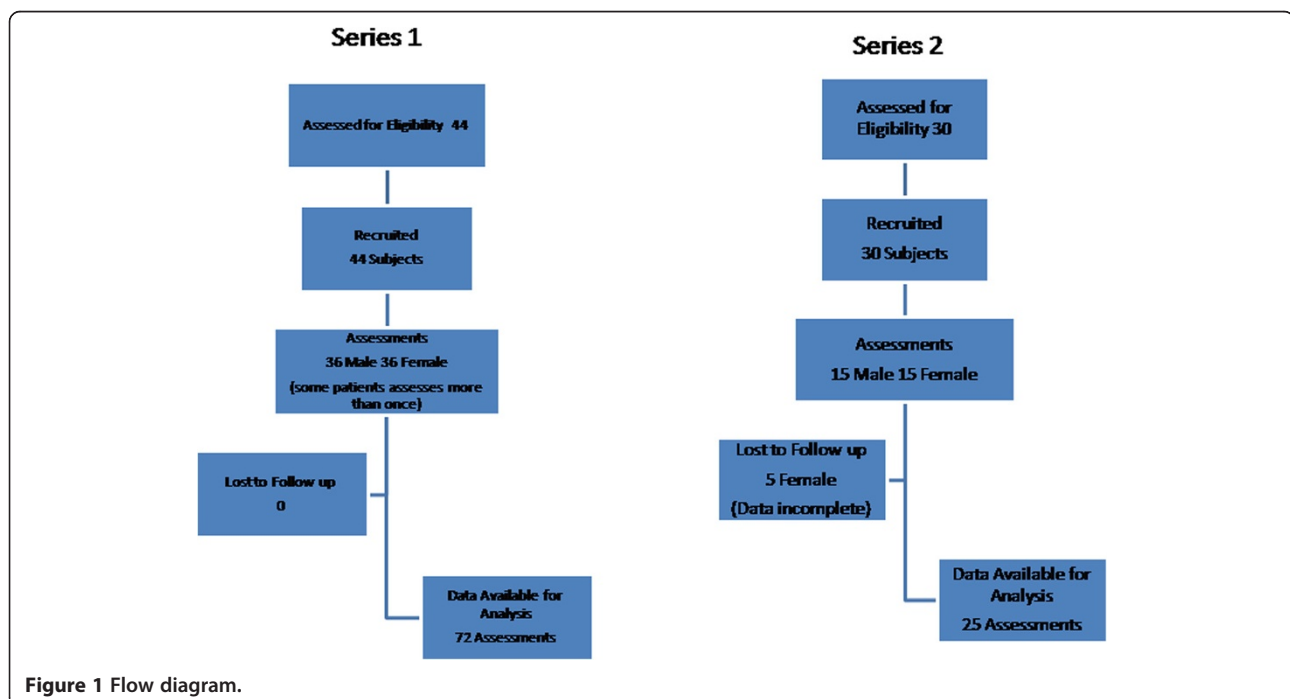 Series 1
Assessed for Eligibility 44
Recruited
44 Subjects
Assessments
36 Male 36 Female
(some patients assesses more
than once)
Lost to Follow up
0
Data Available for
Analysis
72 Assessments
Series 2
Assessed for
Eligibility 30
Recruited
30 Subjects
Assessments
15 Male 15 Female
Lost to Follow up
5 Female
(Data incomplete)
Data Available for
Analysis
25 Assessments
Figure 1 Flow diagram.